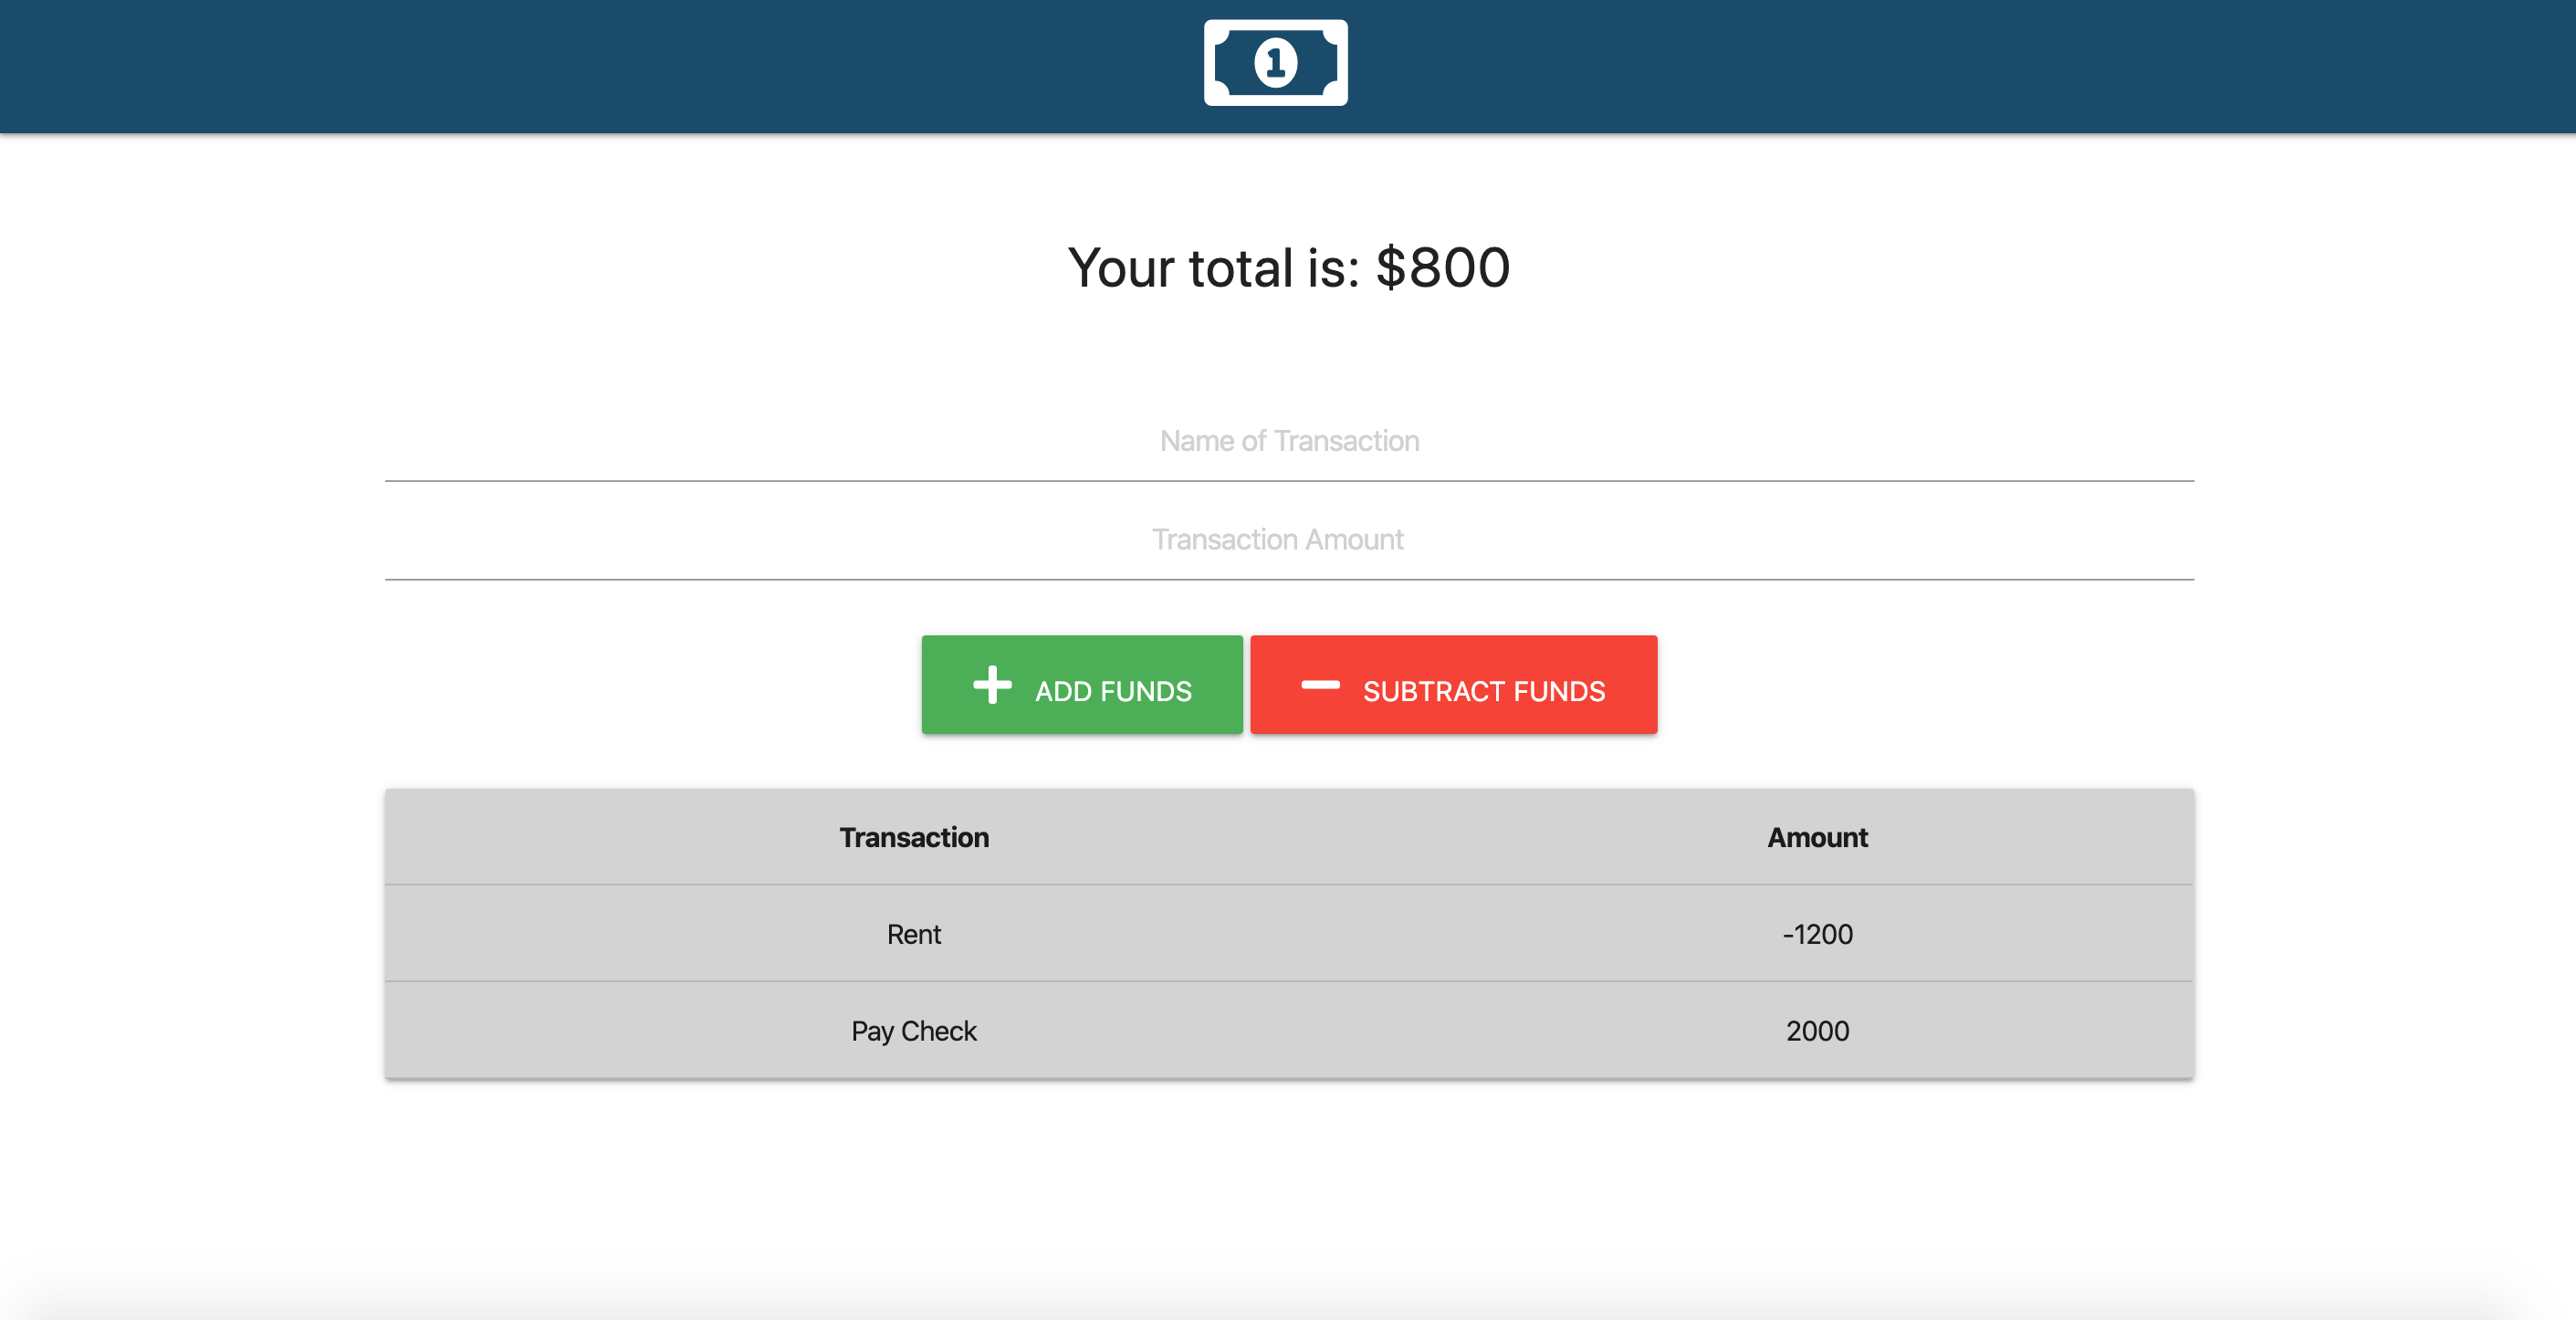 1
Your total is: $800
Name of Transaction
Transaction Amount
ADD FUNDS SUBTRACT FUNDS
Transaction Amount
Rent -1200
Pay Check 2000